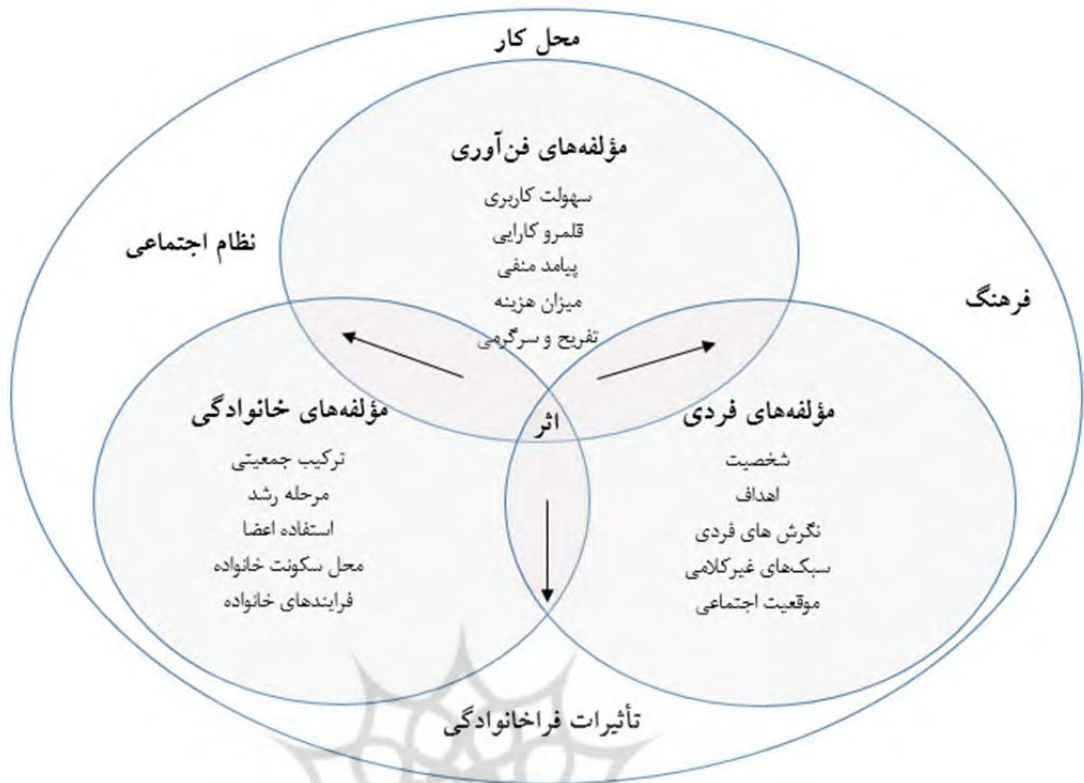 محل کار
مؤلفه‌های فن‌آوری
سهولت کاربری
قلمرو کارایی
پیامد منفی
میزان هزینه
تفریح و سرگرمی
نظام اجتماعی
فرهنگ
اثر
مؤلفه‌های فردی
شخصیت
اهداف
نگرش های فردی
سبک‌های غیرکلامی
موقعیت اجتماعی
مؤلفه‌های خانوادگی
ترکیب جمعیتی
مرحله رشد
استفاده اعضا
محل سکونت خانواده
فرایندهای خانواده
تأثیرات فراخانوادگی